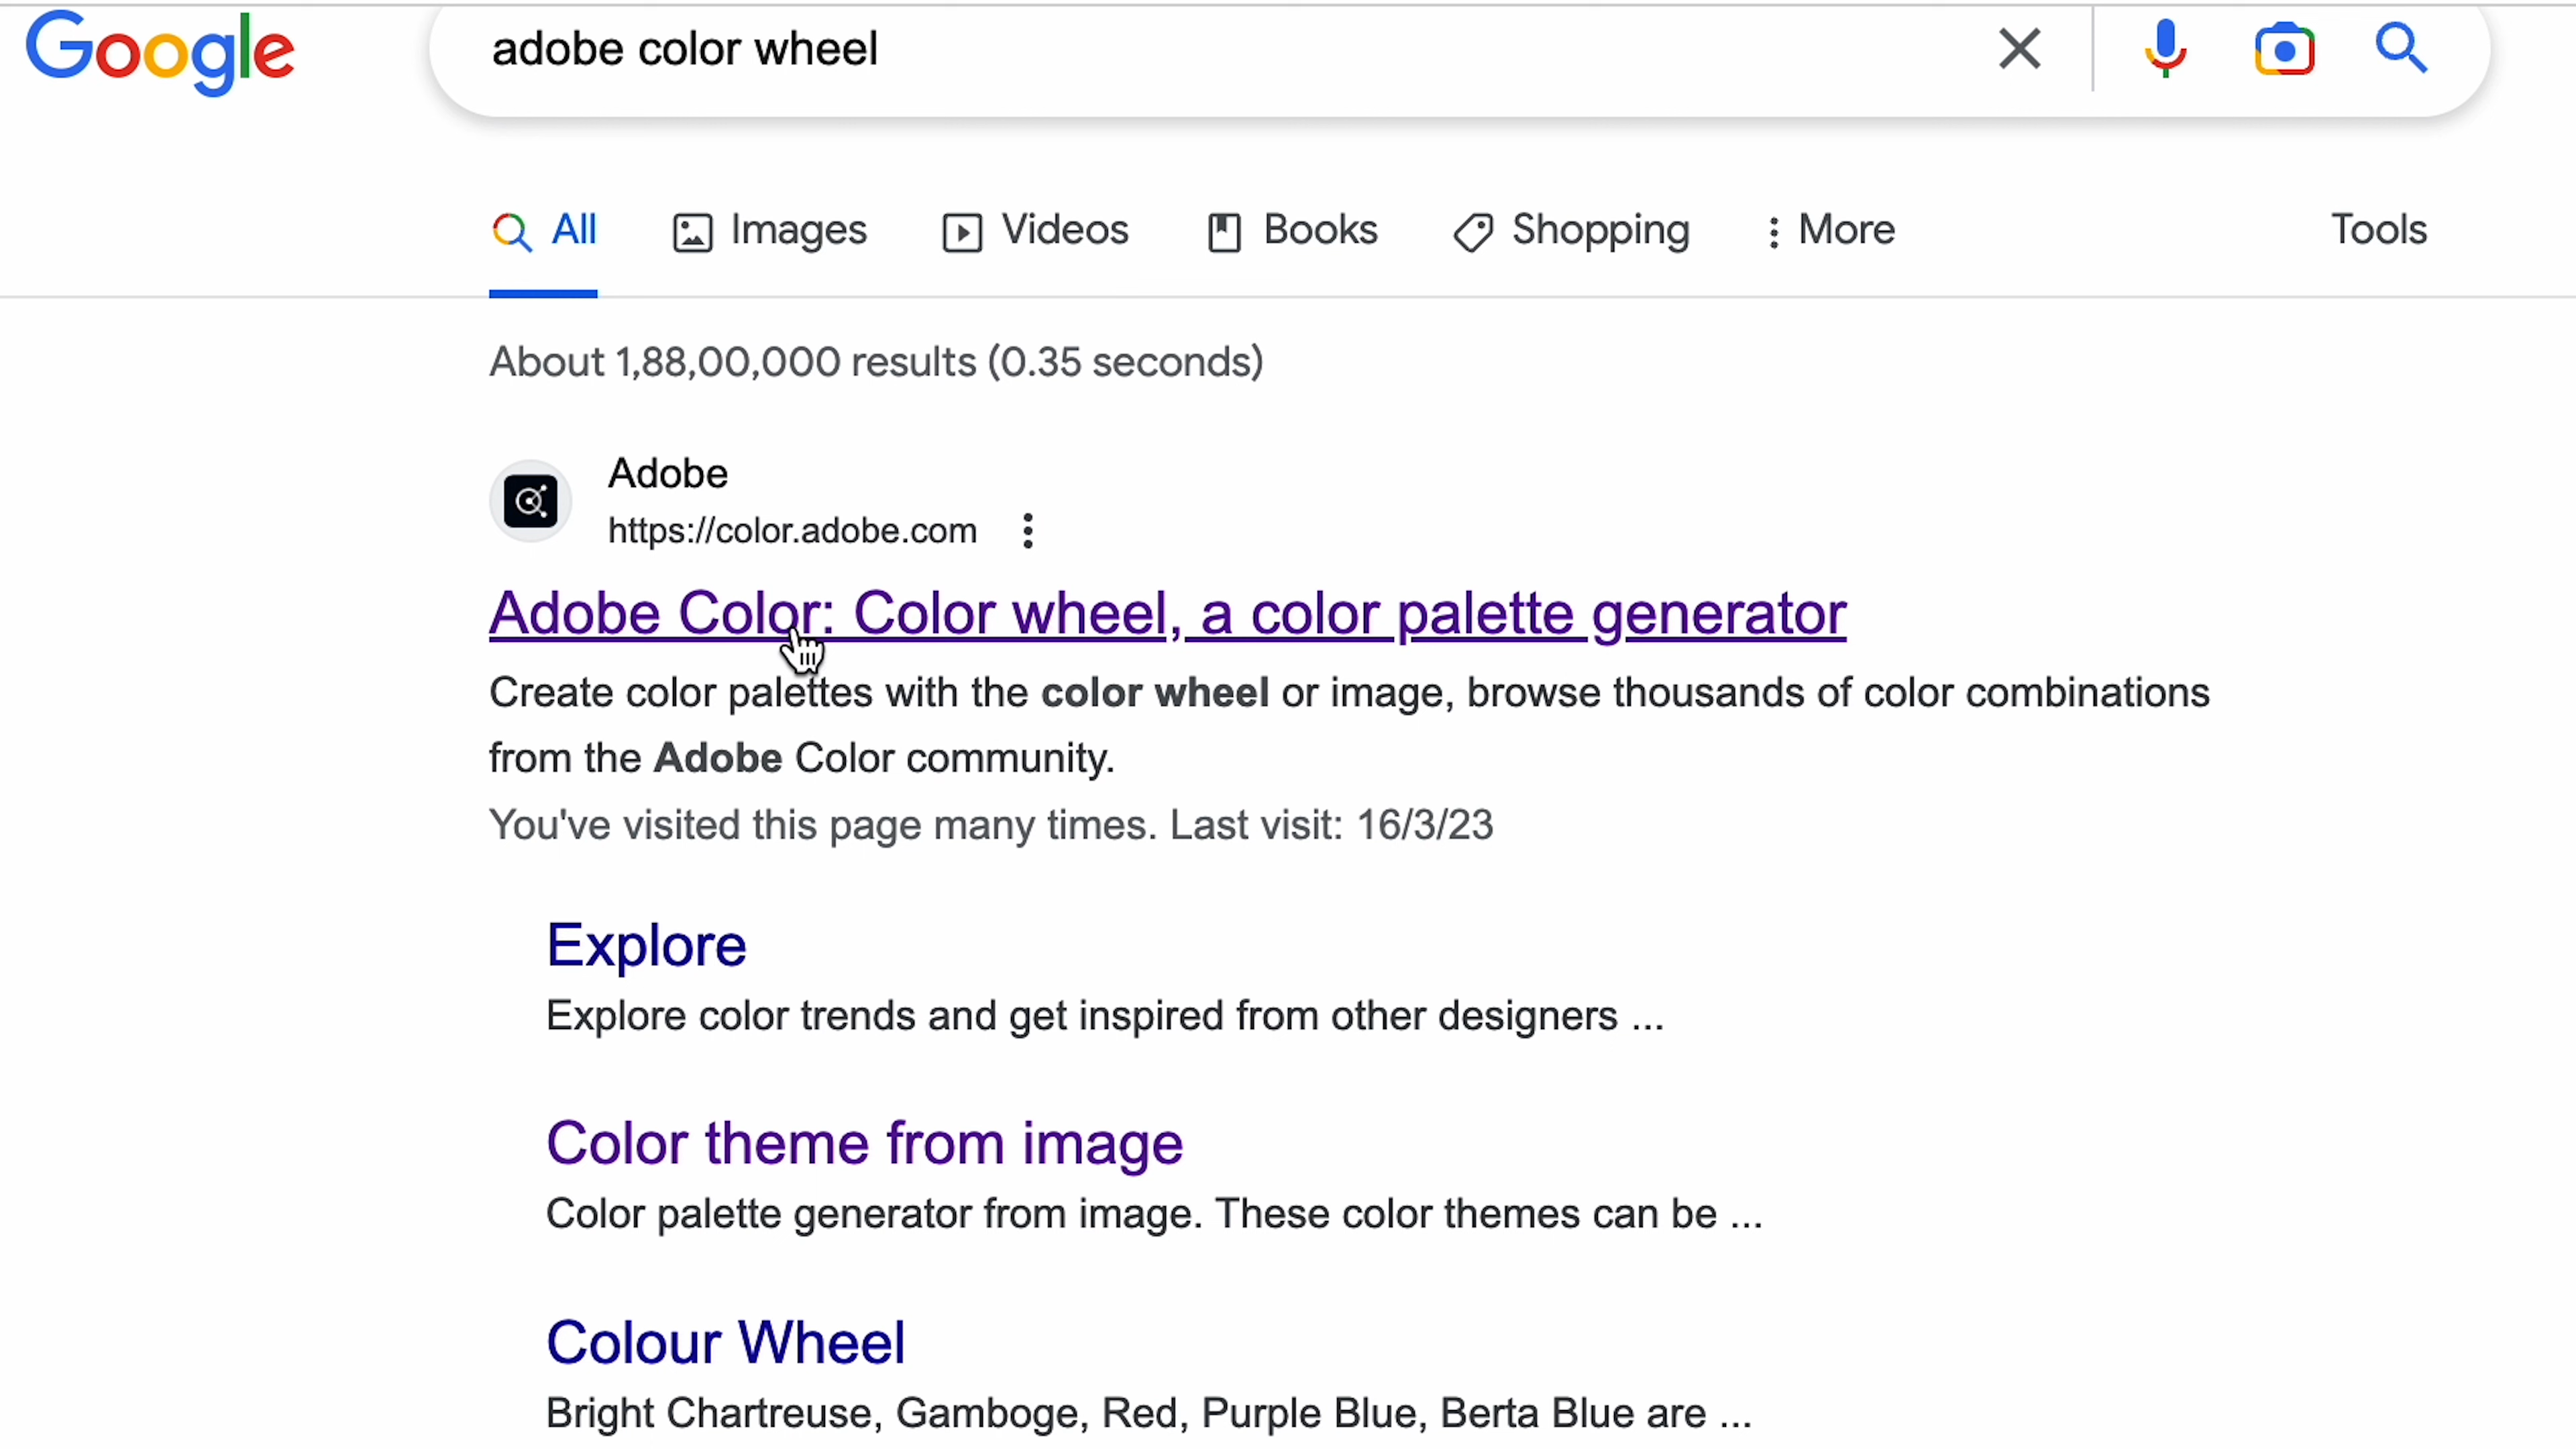 Google
adobe color wheel
All Images Videos Books Shopping More Tools
About 1,88,00,000 results (0.35 seconds)
Adobe
https://color.adobe.com
Adobe Color: Color wheel, a color palette generator
Create color palettes with the color wheel or image, browse thousands of color combinations
from the Adobe Color community.
You've visited this page many times. Last visit: 16/3/23
Explore
Explore color trends and get inspired from other designers ...
Color theme from image
Color palette generator from image. These color themes can be ...
Colour Wheel
Bright Chartreuse, Gamboge, Red, Purple Blue, Berta Blue are ...